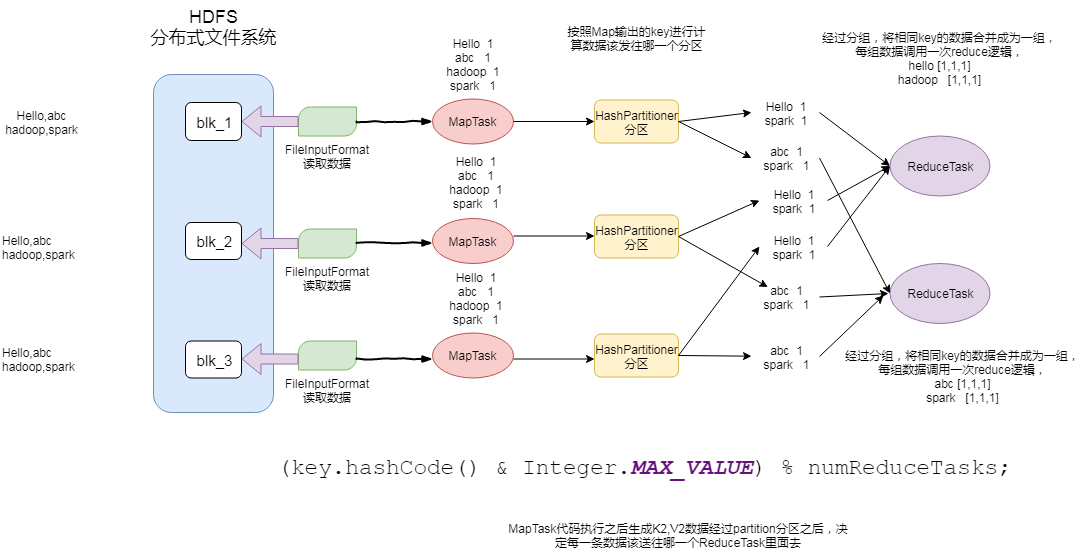 HDFS
分布式文件系统
按照Map输出的key进行计
算数据该发往哪一个分区
经过分组，将相同key的数据合并成为一组，
每组数据调用一次reduce逻辑，
hello [1,1,1]
hadoop [1,1,1]
Hello 1
abc 1
hadoop 1
spark 1
Hello,abc
hadoop,spark
blk_1
FileInputFormat
读取数据
MapTask
HashPartitioner
分区
Hello 1
spark 1
abc 1
spark 1
ReduceTask
Hello 1
abc 1
hadoop 1
spark 1
Hello,abc
hadoop,spark
blk_2
FileInputFormat
读取数据
MapTask
HashPartitioner
分区
Hello 1
spark 1
Hello 1
spark 1
abc 1
spark 1
ReduceTask
Hello 1
abc 1
hadoop 1
spark 1
Hello,abc
hadoop,spark
blk_3
FileInputFormat
读取数据
MapTask
HashPartitioner
分区
abc 1
spark 1
经过分组，将相同key的数据合并成为一组，
每组数据调用一次reduce逻辑，
abc [1,1,1]
spark [1,1,1]
(key.hashCode() & Integer.MAX_VALUE) % numReduceTasks;
MapTask代码执行之后生成K2,V2数据经过partition分区之后，决
定每一条数据该送往哪一个ReduceTask里面去